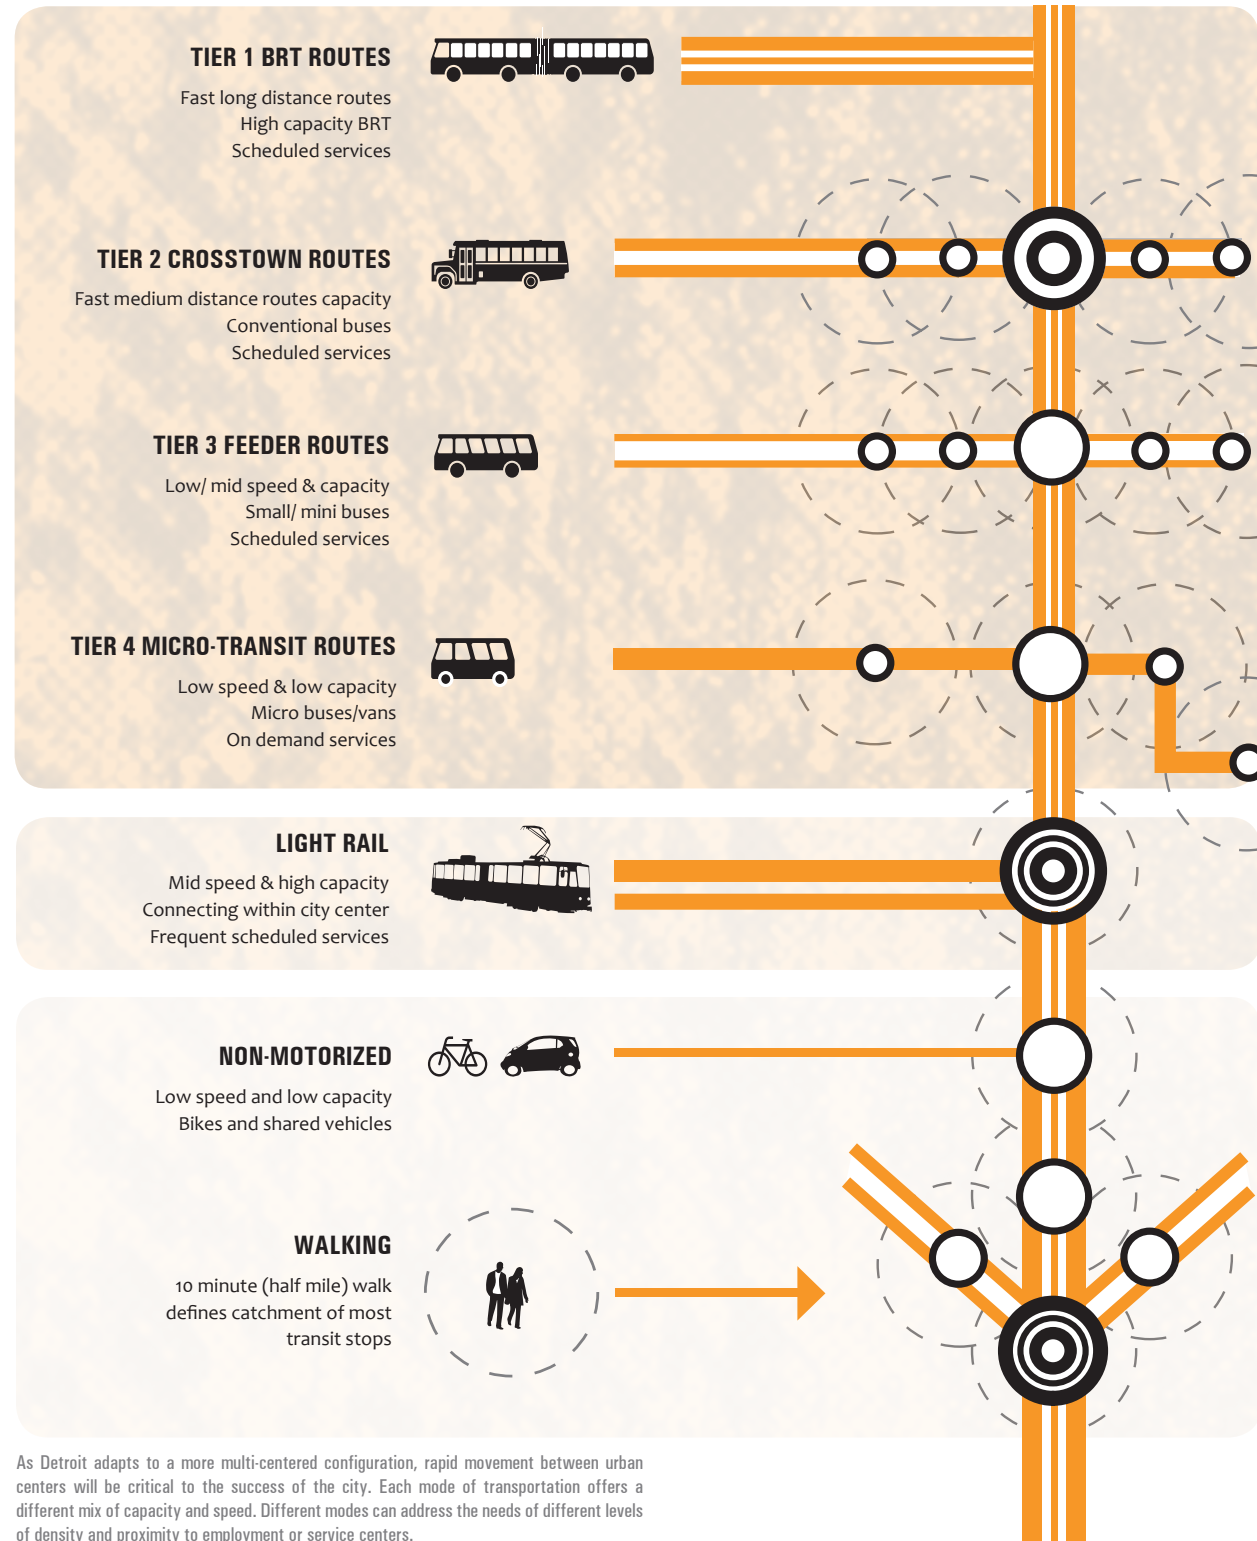 TIER 1 BRT ROUTES
Fast long distance routes
High capacity BRT
Scheduled services
TIER 2 CROSSTOWN ROUTES
Fast medium distance routes capacity
Conventional buses
Scheduled services
TIER 3 FEEDER ROUTES
Low/ mid speed & capacity
Small/ mini buses
Scheduled services
TIER 4 MICRO-TRANSIT ROUTES
Low speed & low capacity
Micro buses/vans
On demand services
LIGHT RAIL
Mid speed & high capacity
Connecting within city center
Frequent scheduled services
NON-MOTORIZED
Low speed and low capacity
Bikes and shared vehicles
WALKING
10 minute (half mile) walk
defines catchment of most
transit stops
As Detroit adapts to a more multi-centered configuration, rapid movement between urban
centers will be critical to the success of the city. Each mode of transportation offers a
different mix of capacity and speed. Different modes can address the needs of different levels
of density and proximity to employment or service centers.